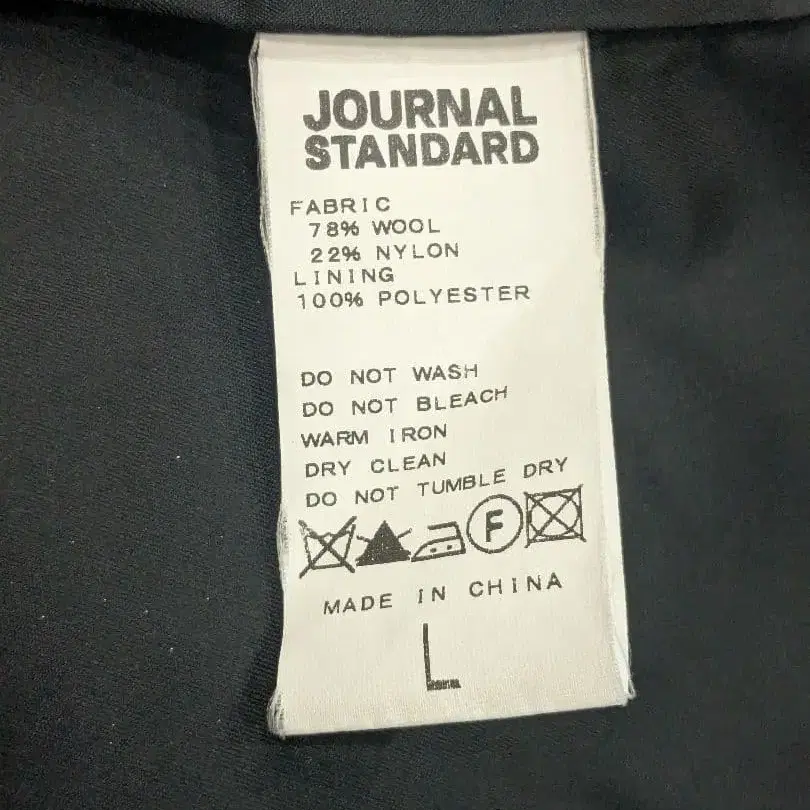 JOURNAL
STANDARD
FABRIC
78% WOOL
22% NYLON
LINING
100% POLYESTER
DO NOT WASH
DO NOT BLEACH
WARM IRON
DRY CLEAN
DO NOT TUMBLE DRY
F
MADE IN CHINA
L